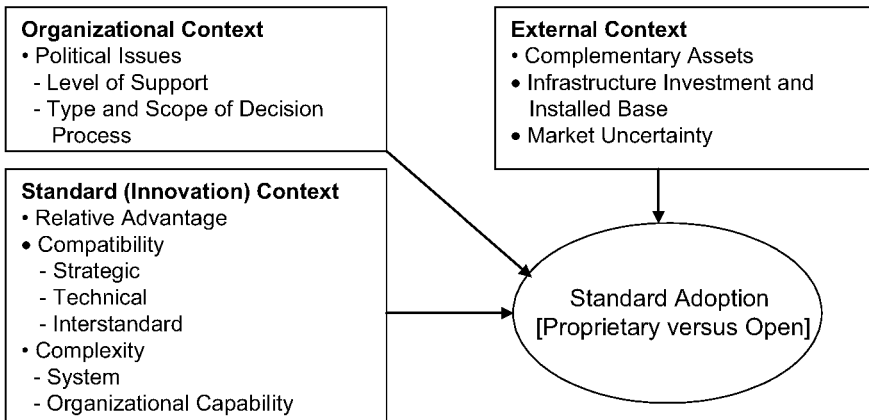 Organizational Context
• Political Issues
- Level of Support
- Type and Scope of Decision
Process
External Context
• Complementary Assets
• Infrastructure Investment and
Installed Base
• Market Uncertainty
Standard (Innovation) Context
• Relative Advantage
• Compatibility
- Strategic
- Technical
- Interstandard
• Complexity
- System
- Organizational Capability
Standard Adoption
[Proprietary versus Open]